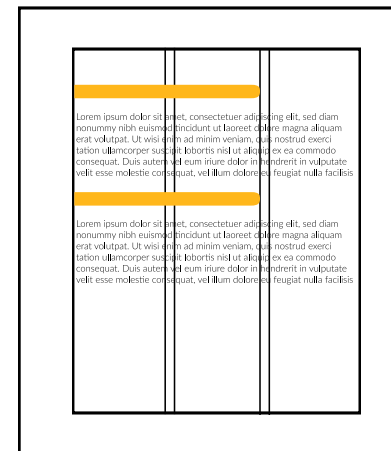 Lorem ipsum dolor sit amet, consectetuer adipiscing elit, sed diam
nonummy nibh euismod tincidunt ut laoreet dolore magna aliquam
erat volutpat. Ut wisi enim ad minim veniam, quis nostrud exerci
tation ullamcorper suscipit lobortis nisl ut aliquip ex ea commodo
consequat. Duis autem vel eum iriure dolor in hendrerit in vulputate
velit esse molestie consequat, vel illum dolore eu feugiat nulla facilisis
Lorem ipsum dolor sit amet, consectetuer adipiscing elit, sed diam
nonummy nibh euismod tincidunt ut laoreet dolore magna aliquam
erat volutpat. Ut wisi enim ad minim veniam, quis nostrud exerci
tation ullamcorper suscipit lobortis nisl ut aliquip ex ea commodo
consequat. Duis autem vel eum iriure dolor in hendrerit in vulputate
velit esse molestie consequat, vel illum dolore eu feugiat nulla facilisis